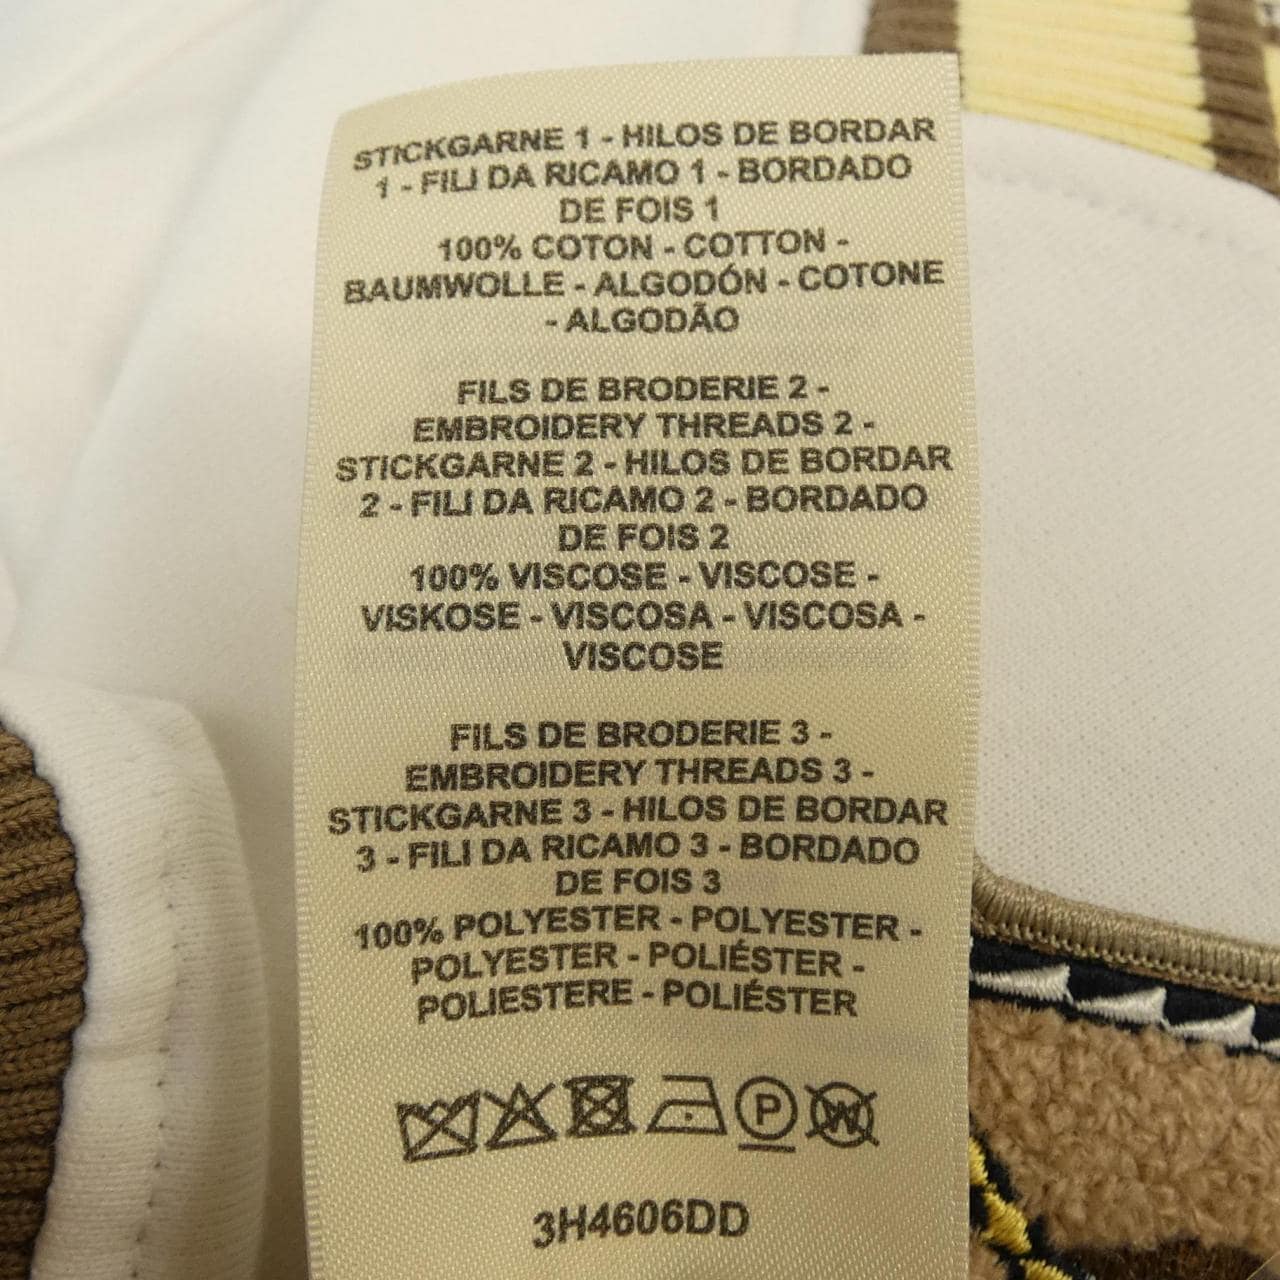 STICKGARNE 1 - HILOS DE BORDAR
1 - FILI DA RICAMO 1 - BORDADO
DE FOIS 1
100% COTON - COTTON -
BAUMWOLLE - ALGODÓN - COTONE
- ALGODÃO
FILS DE BRODERIE 2 -
EMBROIDERY THREADS 2 -
STICKGARNE 2 - HILOS DE BORDAR
2 - FILI DA RICAMO 2 - BORDADO
DE FOIS 2
100% VISCOSE - VISCOSE -
VISKOSE - VISCOSA - VISCOSA -
VISCOSE
FILS DE BRODERIE 3 -
EMBROIDERY THREADS 3 -
STICKGARNE 3 - HILOS DE BORDAR
3 - FILI DA RICAMO 3 - BORDADO
DE FOIS 3
100% POLYESTER - POLYESTER -
POLYESTER - POLIÉSTER -
POLIESTERE - POLIÉSTER
P W
3H4606DD